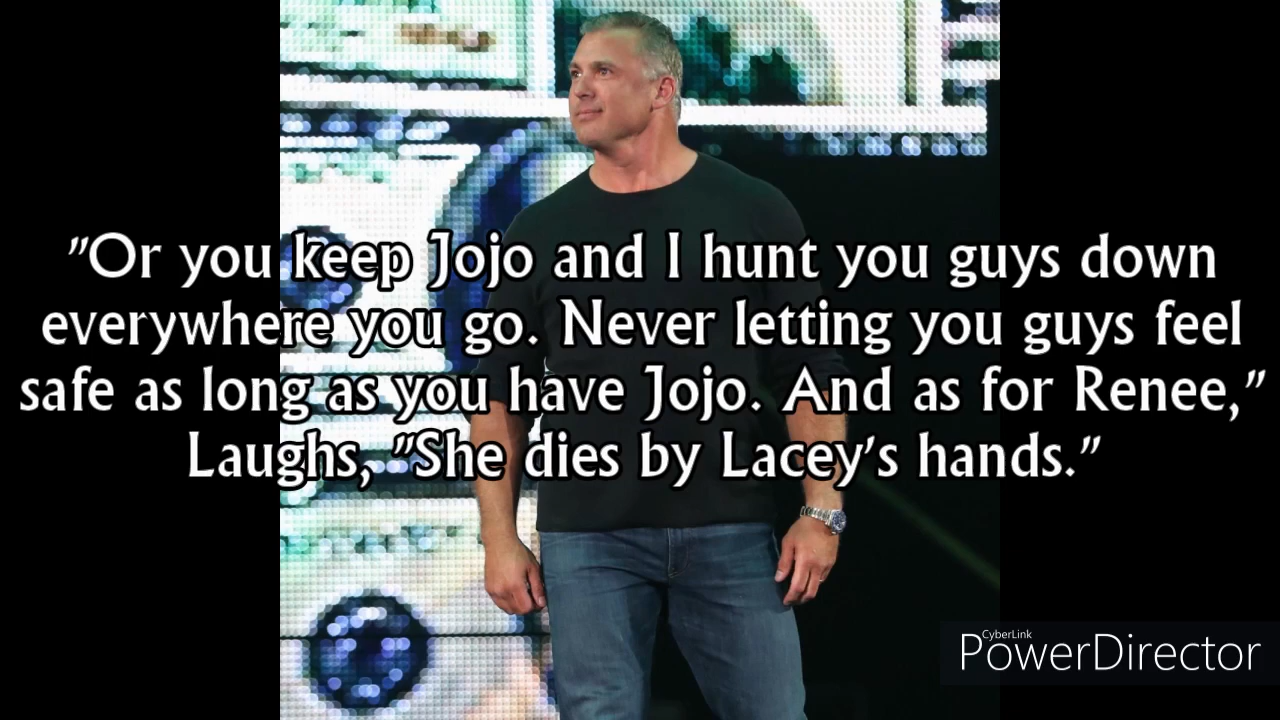 "Or you keep Jojo and I hunt you guys down
everywhere you go. Never letting you guys feel
safe as long as you have Jojo. And as for Renee,"
Laughs, "She dies by Lacey's hands."
CyberLink
PowerDirector